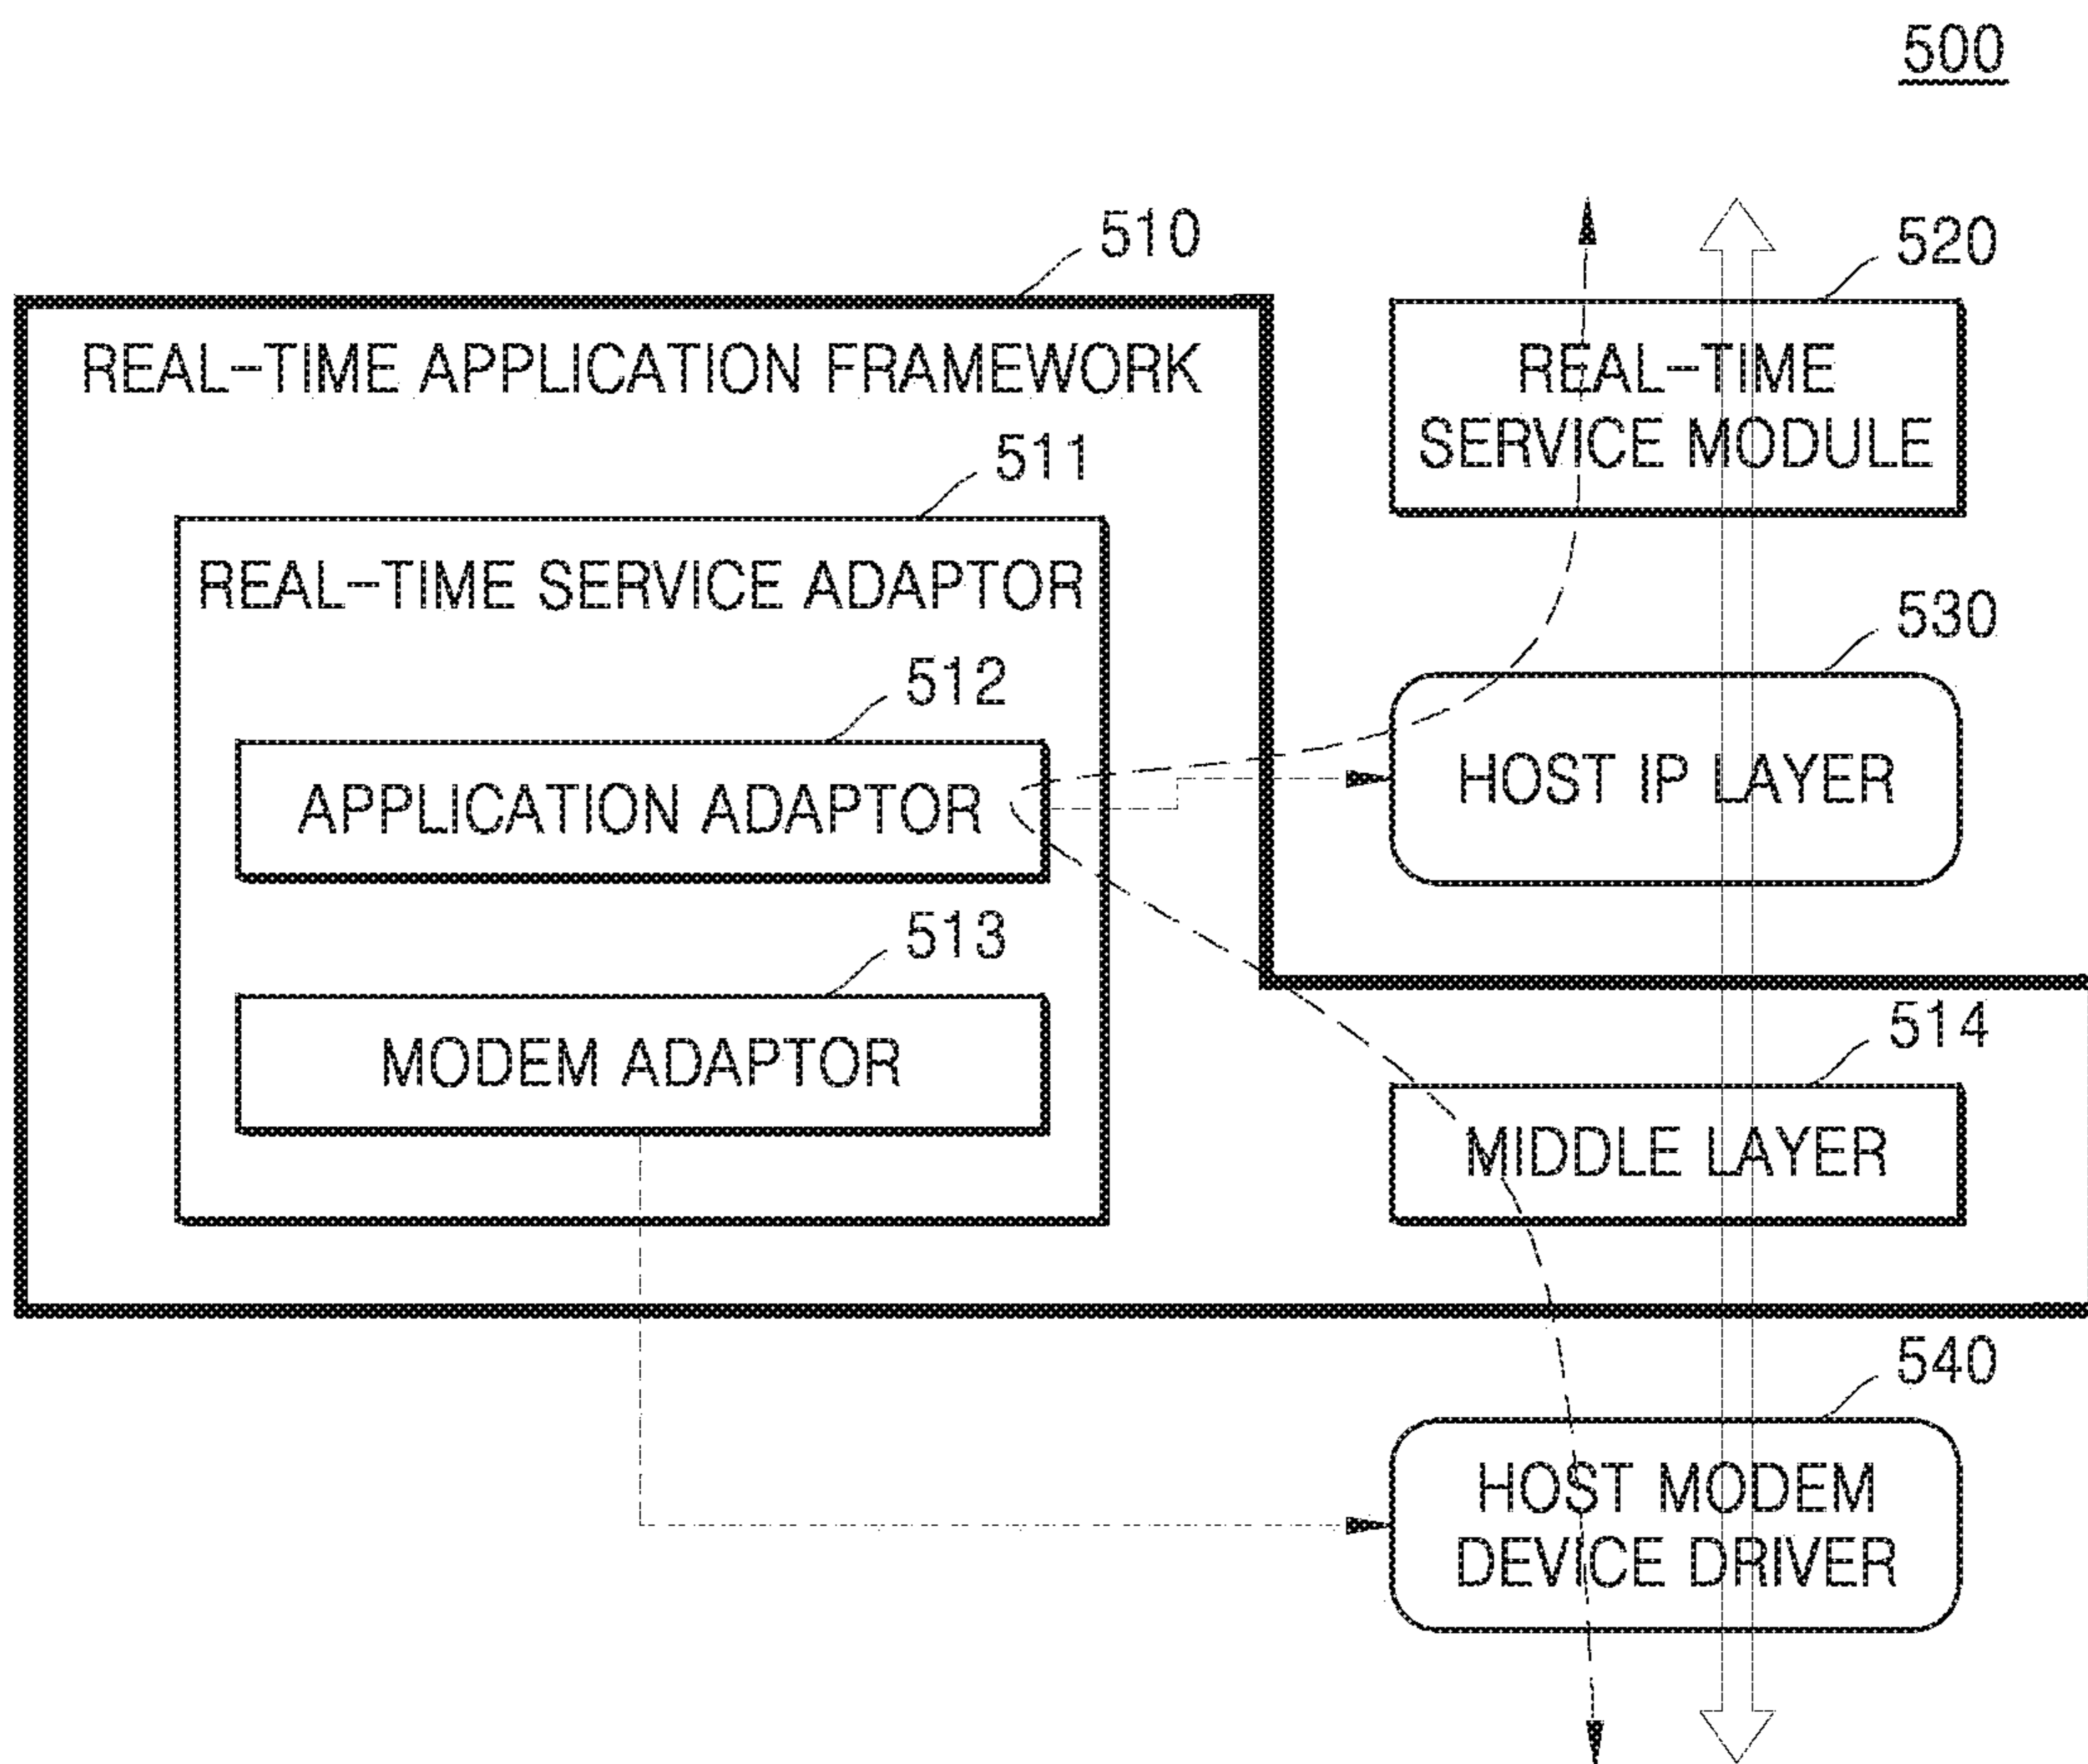 500
510
520
REAL-TIME APPLICATION FRAMEWORK
REAL-TIME
SERVICE MODULE
511
REAL-TIME SERVICE ADAPTOR
530
512
HOST IP LAYER
APPLICATION ADAPTOR
513
514
MODEM ADAPTOR
MIDDLE LAYER
540
HOST MODEM
DEVICE DRIVER